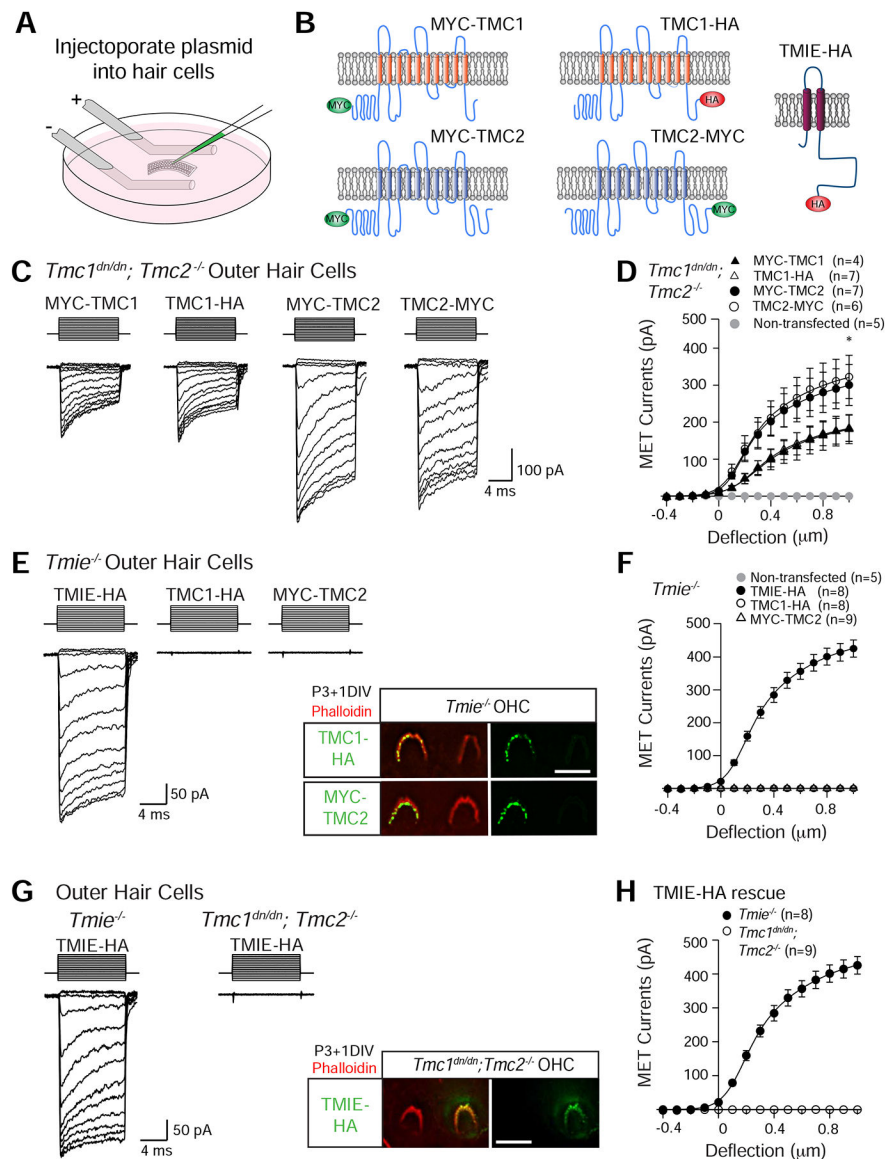 A
Injectoporate plasmid
into hair cells
+
-
B
MYC-TMC1
TMC1-HA
TMIE-HA
MYC
HA
MYC-TMC2
TMC2-MYC
MYC
MYC
HA
C
Tmc1dn/dn; Tmc2-/- Outer Hair Cells
MYC-TMC1
TMC1-HA
MYC-TMC2
TMC2-MYC
100 pA
4 ms
D
Tmc1dn/dn;
Tmc2-/-
MYC-TMC1 (n=4)
TMC1-HA (n=7)
MYC-TMC2 (n=7)
TMC2-MYC (n=6)
Non-transfected (n=5)
*
MET Currents (pA)
500
400
300
200
100
0
-0.4
0
0.4
0.8
Deflection (μm)
E
Tmie-/- Outer Hair Cells
TMIE-HA
TMC1-HA
MYC-TMC2
50 pA
4 ms
P3+1DIV
Phalloidin
Tmie-/- OHC
TMC1-
HA
MYC-
TMC2
F
Tmie-/-
Non-transfected (n=5)
TMIE-HA (n=8)
TMC1-HA (n=8)
MYC-TMC2 (n=9)
MET Currents (pA)
500
400
300
200
100
0
-0.4
0
0.4
0.8
Deflection (μm)
G
Outer Hair Cells
Tmie-/-
Tmc1dn/dn; Tmc2-/-
TMIE-HA
TMIE-HA
50 pA
4 ms
P3+1DIV
Phalloidin
Tmc1dn/dn;Tmc2-/- OHC
TMIE-
HA
H
TMIE-HA rescue
Tmie-/- (n=8)
Tmc1dn/dn;
Tmc2-/- (n=9)
MET Currents (pA)
500
400
300
200
100
0
-0.4
0
0.4
0.8
Deflection (μm)